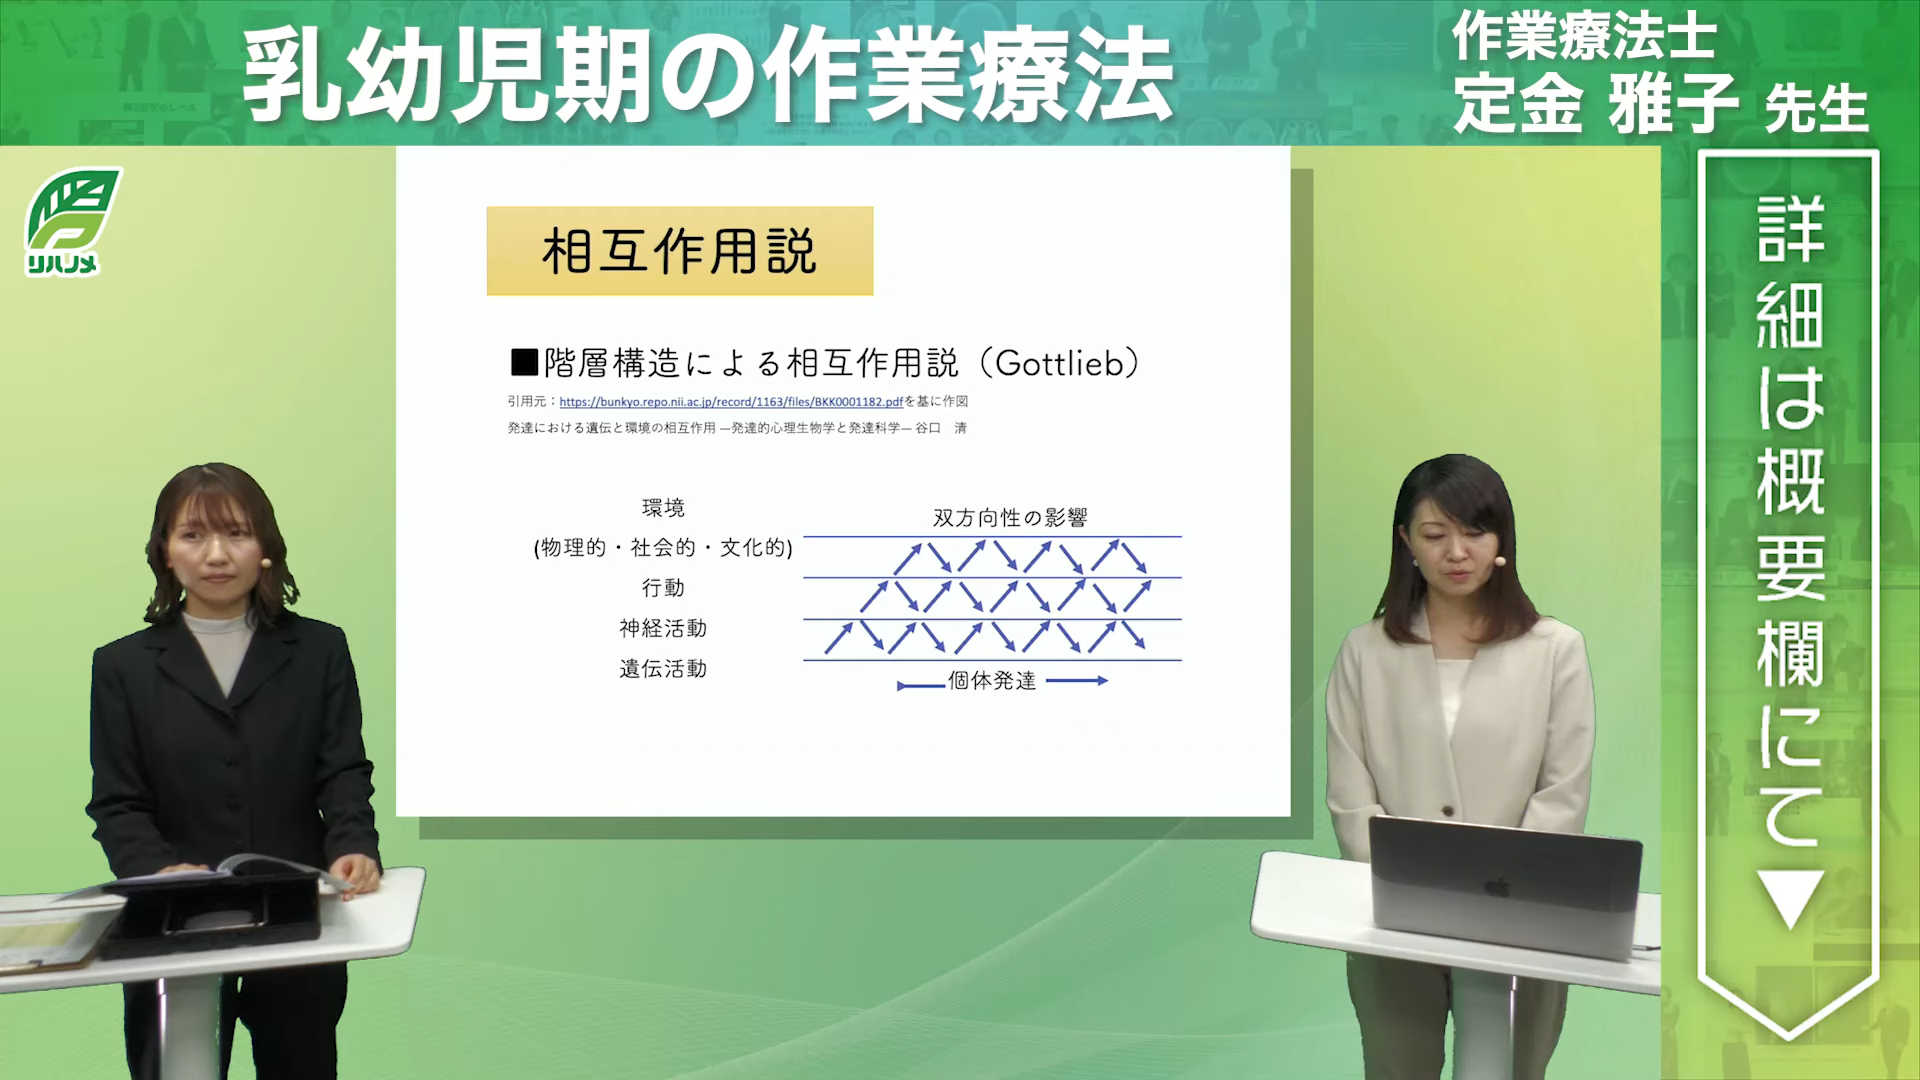 乳幼児期の作業療法
作業療法士
定金 雅子 先生
リハノメ
相互作用説
■階層構造による相互作用説（Gottlieb）
引用元：https://bunkyo.repo.nii.ac.jp/record/1163/files/BKK0001182.pdfを基に作図
発達における遺伝と環境の相互作用 ―発達的心理生物学と発達科学― 谷口　清
環境
(物理的・社会的・文化的)
行動
神経活動
遺伝活動
双方向性の影響
個体発達
詳細は概要欄にて▼